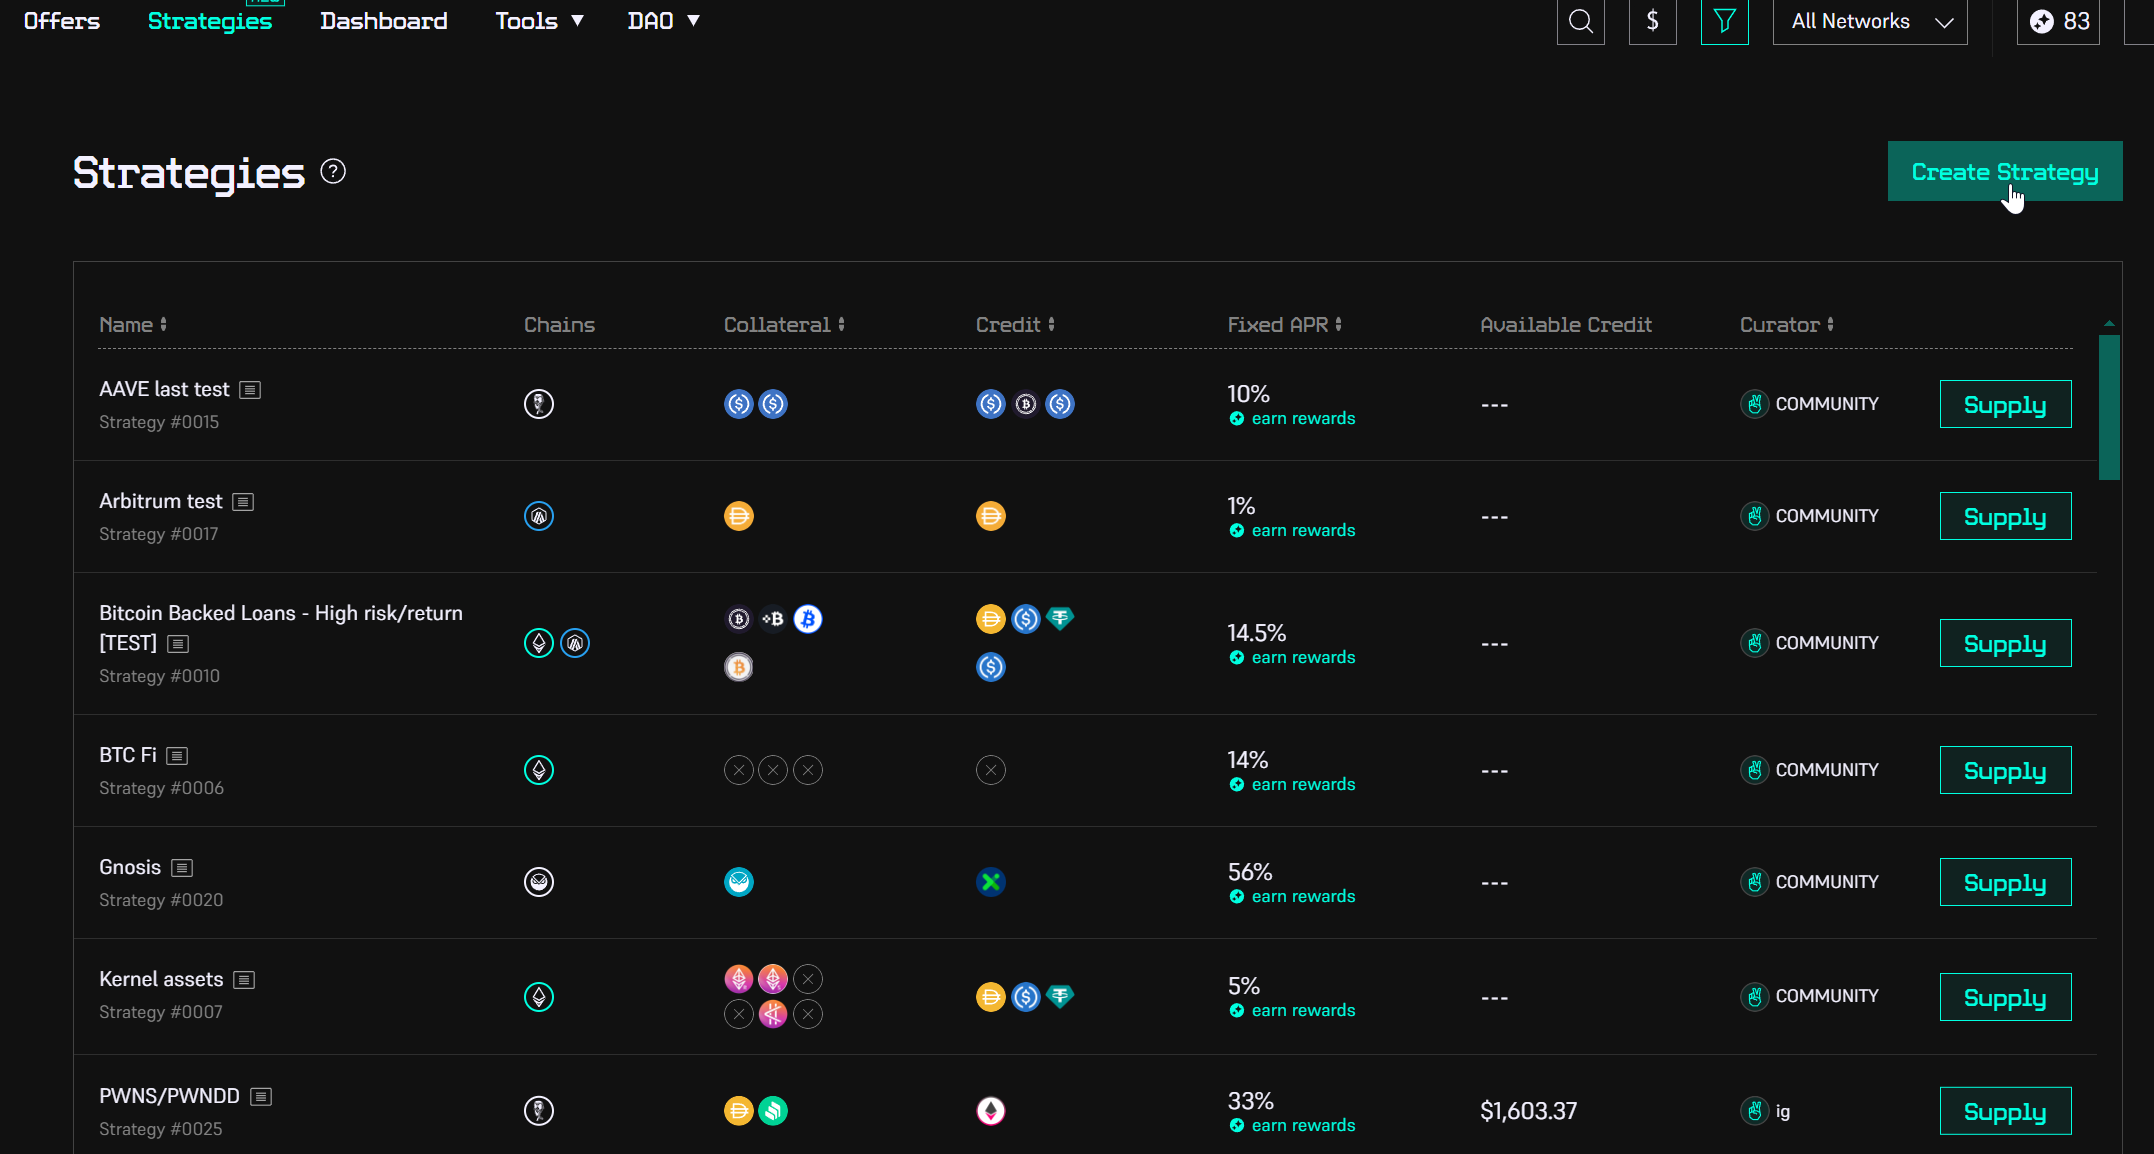 Offers Strategies Dashboard Tools ▼ DAO ▼ $ All Networks 83
Strategies ?
Create Strategy
Name Chains Collateral Credit Fixed APR Available Credit Curator
AAVE last test
Strategy #0015
10%
earn rewards
---
COMMUNITY
Supply
Arbitrum test
Strategy #0017
1%
earn rewards
---
COMMUNITY
Supply
Bitcoin Backed Loans - High risk/return
[TEST]
Strategy #0010
14.5%
earn rewards
---
COMMUNITY
Supply
BTC Fi
Strategy #0006
14%
earn rewards
---
COMMUNITY
Supply
Gnosis
Strategy #0020
56%
earn rewards
---
COMMUNITY
Supply
Kernel assets
Strategy #0007
5%
earn rewards
---
COMMUNITY
Supply
PWNS/PWNDD
Strategy #0025
33%
earn rewards
$1,603.37
ig
Supply